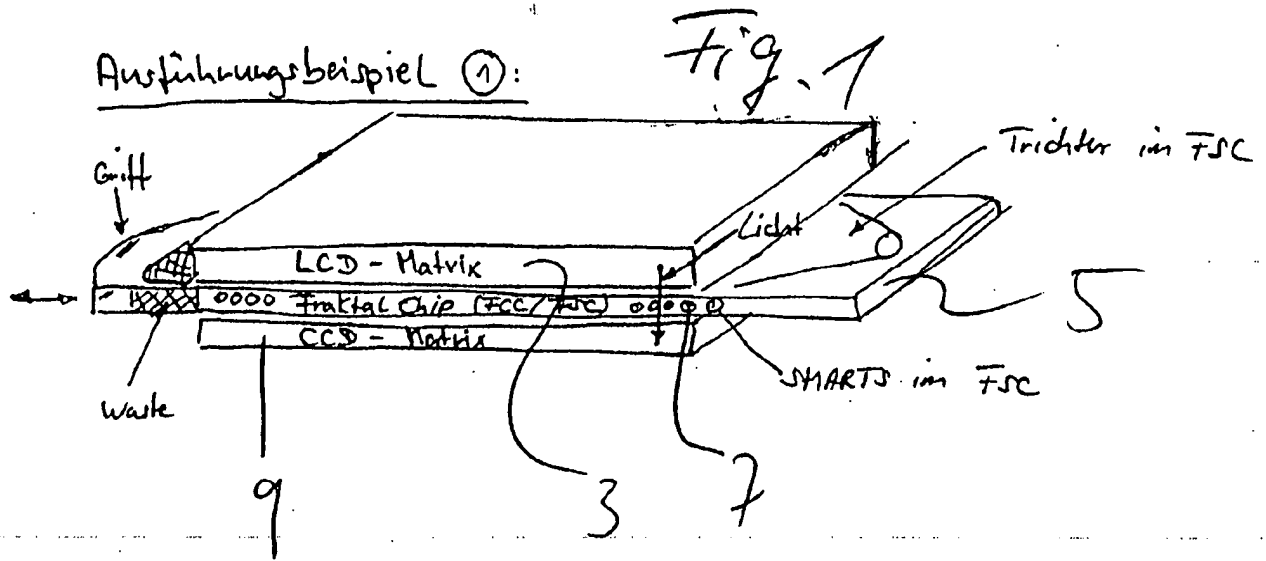 Fig. 1
Ausführungsbeispiel ①:
Griff
Trichter im FSC
Licht
LCD - Matrix
Fraktal Chip (FCC/FSC)
CCD - Matrix
5
SMARTS im FSC
waste
9
3
7